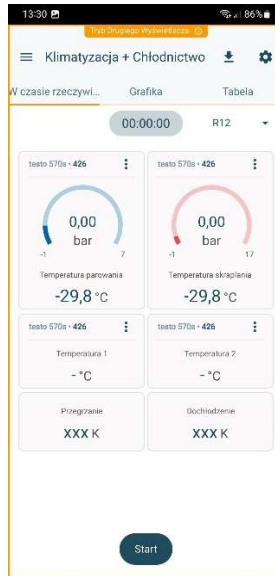 13:30
86%
Tryb Drugiego Wyświetlacza
Klimatyzacja + Chłodnictwo
W czasie rzeczywi...
Grafika
Tabela
00:00:00
R12
testo 570s • 426
testo 570s • 426
0,00
0,00
bar
bar
-1
7
-1
17
Temperatura parowania
Temperatura skraplania
-29,8 °C
-29,8 °C
testo 570s • 426
testo 570s • 426
Temperatura 1
Temperatura 2
- °C
- °C
Przegrzanie
Dochłodzenie
XXX K
XXX K
Start